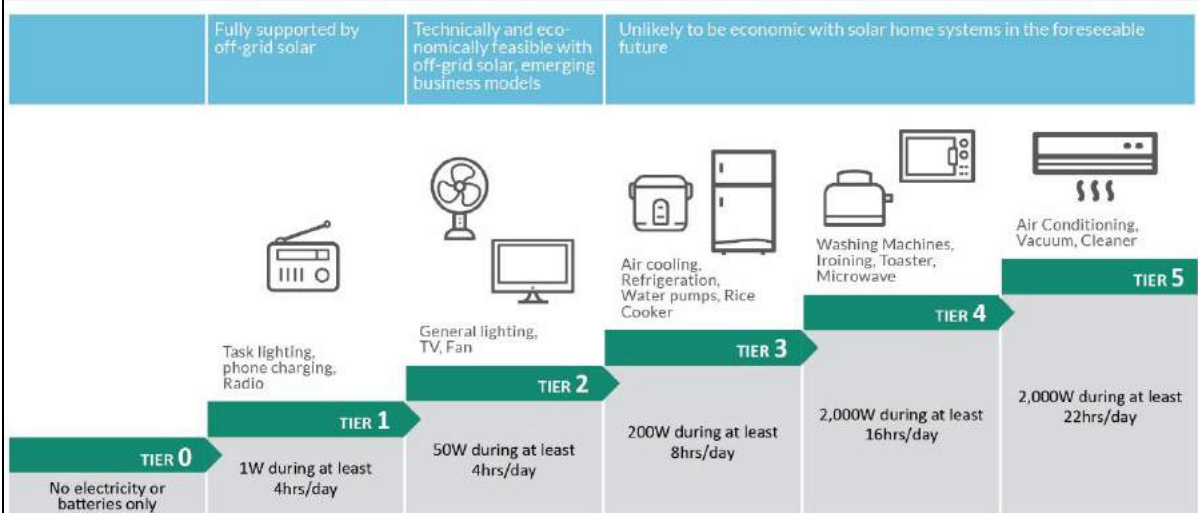 Fully supported by
off-grid solar
Technically and eco-
nomically feasible with
off-grid solar, emerging
business models
Unlikely to be economic with solar home systems in the foreseeable
future
Task lighting,
phone charging,
Radio
General lighting,
TV, Fan
Air cooling,
Refrigeration,
Water pumps, Rice
Cooker
Washing Machines,
Iroining, Toaster,
Microwave
Air Conditioning,
Vacuum, Cleaner
TIER 0
No electricity or
batteries only
TIER 1
1W during at least
4hrs/day
TIER 2
50W during at least
4hrs/day
TIER 3
200W during at least
8hrs/day
TIER 4
2,000W during at least
16hrs/day
TIER 5
2,000W during at least
22hrs/day